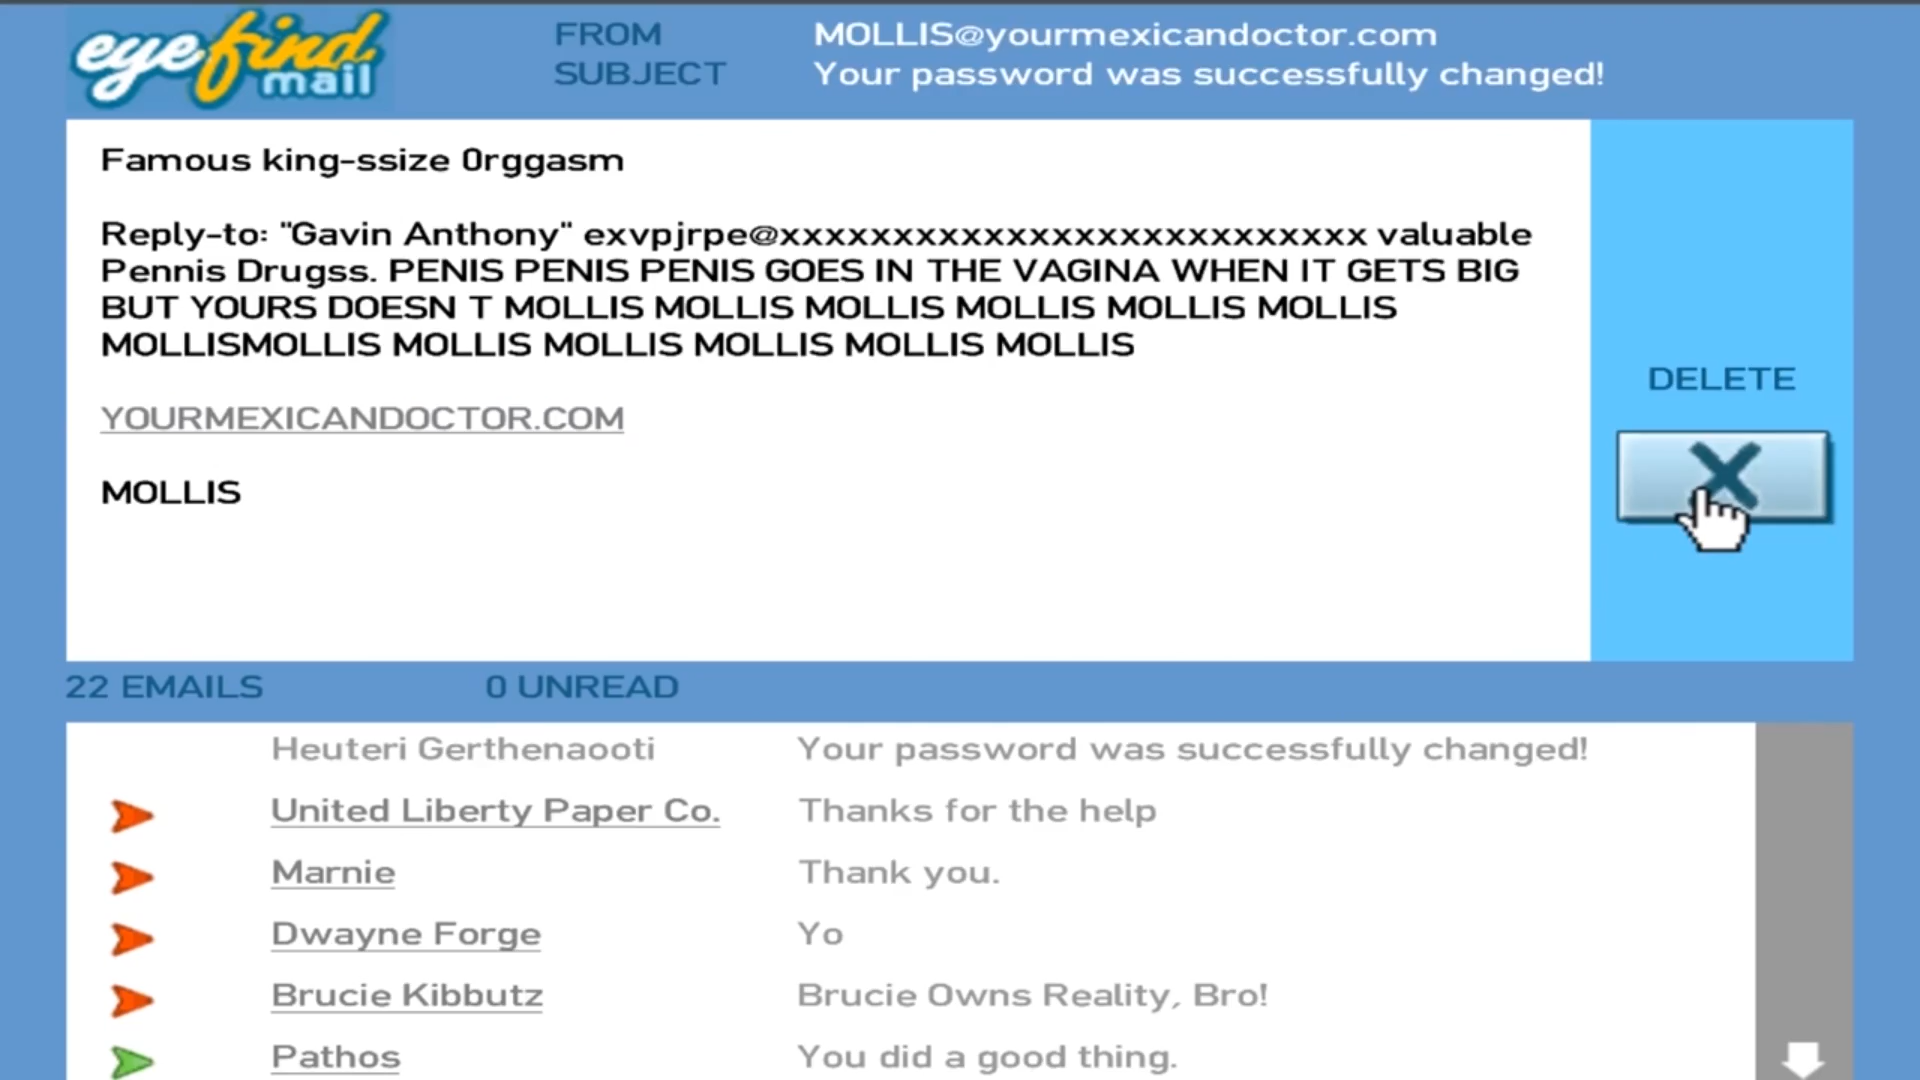 eyefind mail
FROM MOLLIS@yourmexicandoctor.com
SUBJECT Your password was successfully changed!
Famous king-ssize 0rggasm
Reply-to: "Gavin Anthony" exvpjrpe@xxxxxxxxxxxxxxxxxxxxxxxxxx valuable
Pennis Drugss. PENIS PENIS PENIS GOES IN THE VAGINA WHEN IT GETS BIG
BUT YOURS DOESN T MOLLIS MOLLIS MOLLIS MOLLIS MOLLIS MOLLIS
MOLLISMOLLIS MOLLIS MOLLIS MOLLIS MOLLIS MOLLIS
YOURMEXICANDOCTOR.COM
MOLLIS
DELETE
22 EMAILS 0 UNREAD
Heuteri Gerthenaooti Your password was successfully changed!
United Liberty Paper Co. Thanks for the help
Marnie Thank you.
Dwayne Forge Yo
Brucie Kibbutz Brucie Owns Reality, Bro!
Pathos You did a good thing.